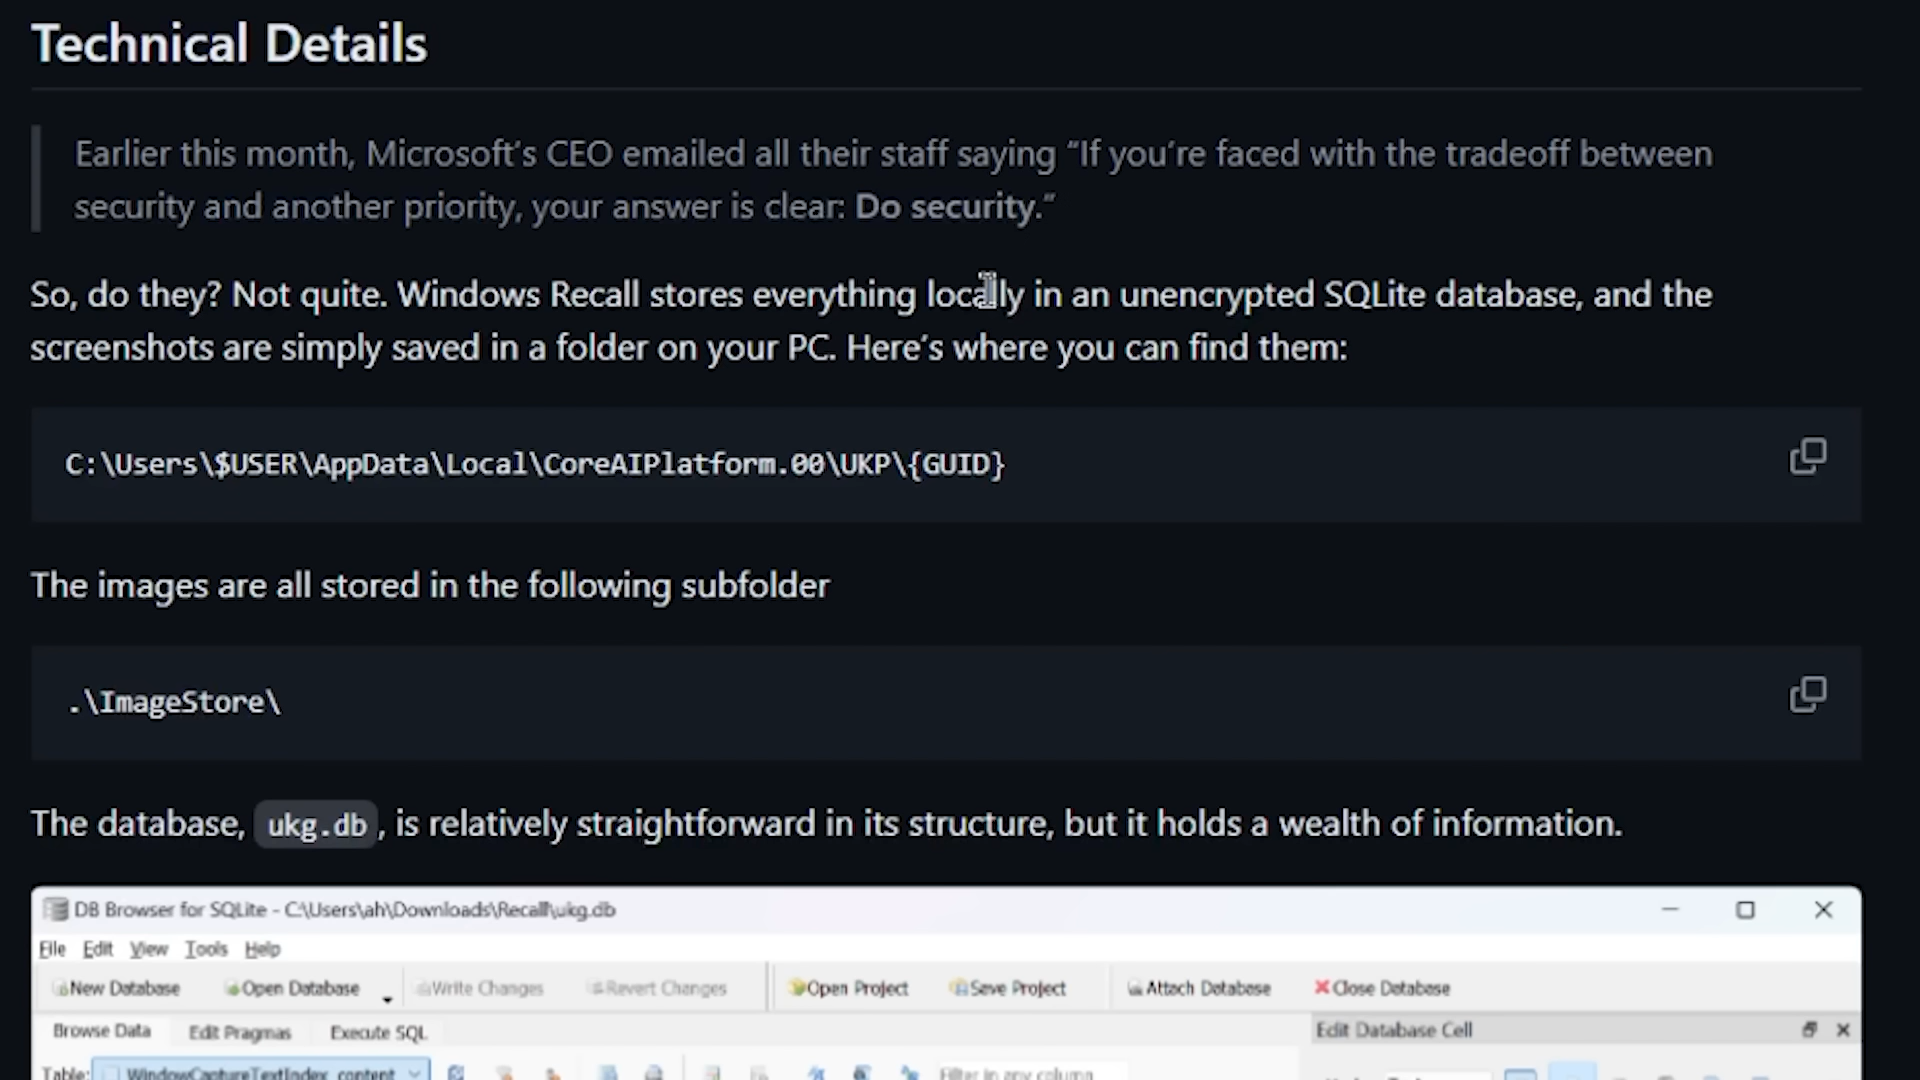 Technical Details
Earlier this month, Microsoft's CEO emailed all their staff saying “If you're faced with the tradeoff between
security and another priority, your answer is clear: Do security.”
So, do they? Not quite. Windows Recall stores everything locally in an unencrypted SQLite database, and the
screenshots are simply saved in a folder on your PC. Here's where you can find them:
C:\Users\$USER\AppData\Local\CoreAIPlatform.00\UKP\{GUID}
The images are all stored in the following subfolder
.\ImageStore\
The database, ukg.db, is relatively straightforward in its structure, but it holds a wealth of information.
DB Browser for SQLite - C:\Users\ah\Downloads\Recall\ukg.db
File Edit View Tools Help
New Database Open Database Write Changes Revert Changes Open Project Save Project Attach Database Close Database
Browse Data Edit Pragmas Execute SQL Edit Database Cell
Table: WindowCaptureTextIndex_content Filter in any column